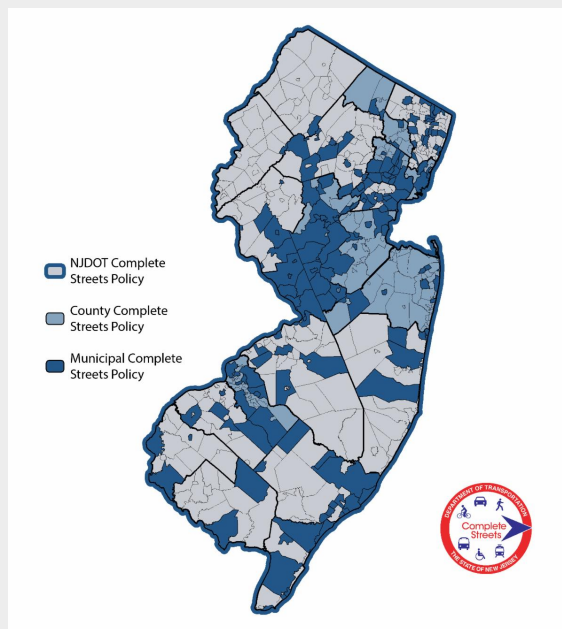 NJDOT Complete
Streets Policy
County Complete
Streets Policy
Municipal Complete
Streets Policy
DEPARTMENT OF TRANSPORTATION
Complete
Streets
THE STATE OF NEW JERSEY